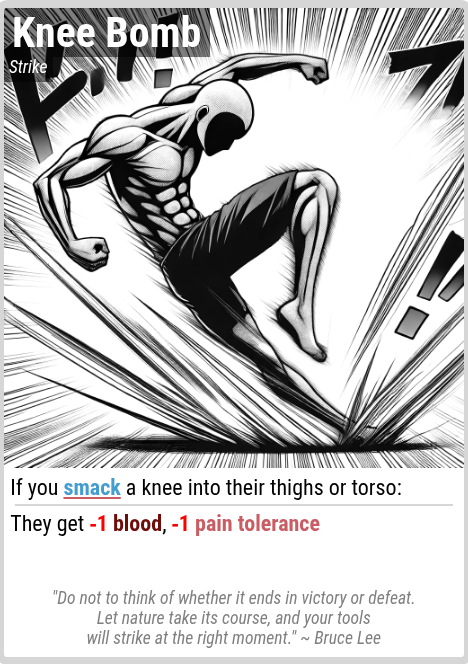 Knee Bomb
Strike
!!
If you smack a knee into their thighs or torso:
They get -1 blood, -1 pain tolerance
"Do not to think of whether it ends in victory or defeat.
Let nature take its course, and your tools
will strike at the right moment." ~ Bruce Lee